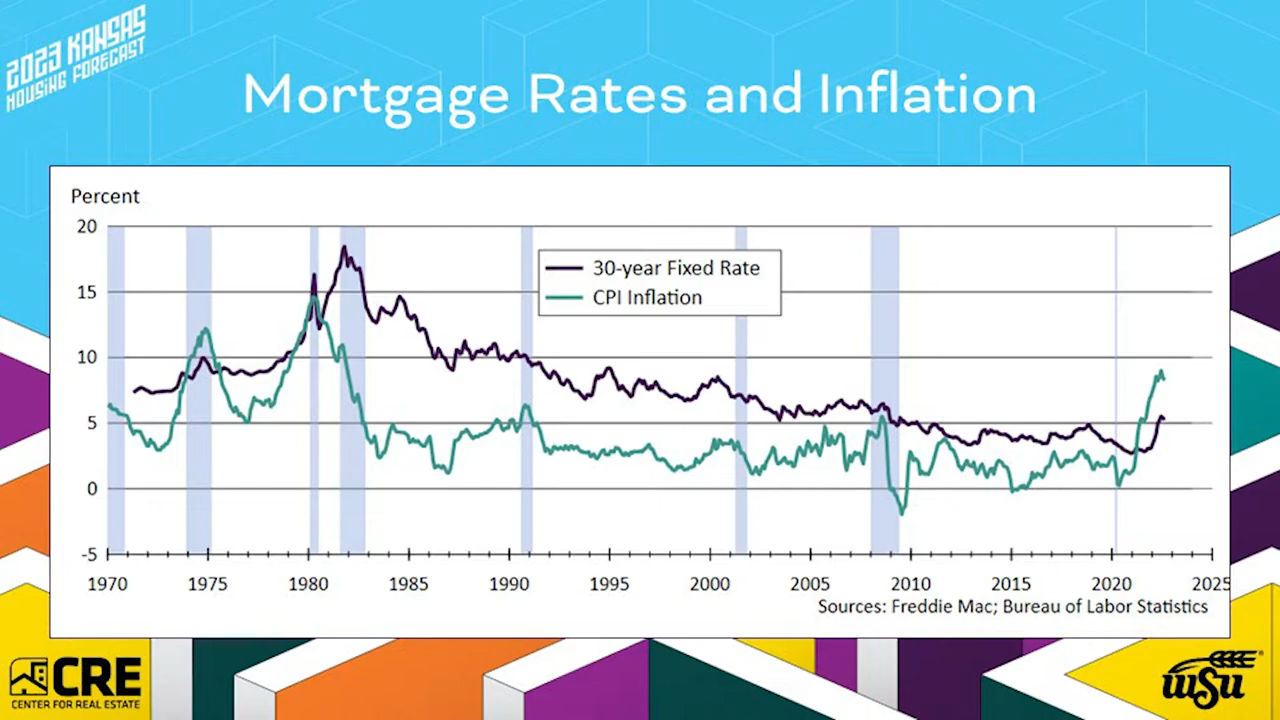 2023 KANSAS
HOUSING FORECAST
Mortgage Rates and Inflation
Percent
20
15
10
5
0
-5
30-year Fixed Rate
CPI Inflation
1970 1975 1980 1985 1990 1995 2000 2005 2010 2015 2020 2025
Sources: Freddie Mac; Bureau of Labor Statistics
CRE
CENTER FOR REAL ESTATE
WSU